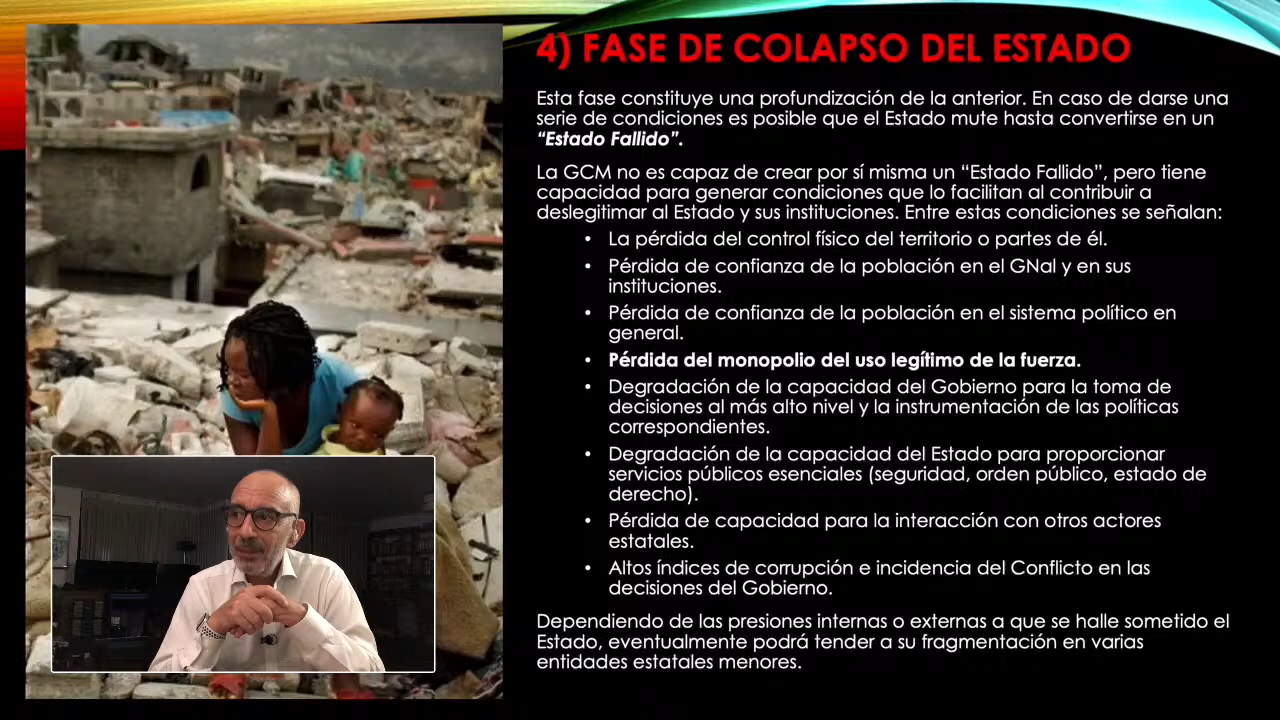 4) FASE DE COLAPSO DEL ESTADO
Esta fase constituye una profundización de la anterior. En caso de darse una
serie de condiciones es posible que el Estado mute hasta convertirse en un
“Estado Fallido”.
La GCM no es capaz de crear por sí misma un “Estado Fallido”, pero tiene
capacidad para generar condiciones que lo facilitan al contribuir a
deslegitimar al Estado y sus instituciones. Entre estas condiciones se señalan:
• La pérdida del control físico del territorio o partes de él.
• Pérdida de confianza de la población en el GNal y en sus
instituciones.
• Pérdida de confianza de la población en el sistema político en
general.
• Pérdida del monopolio del uso legítimo de la fuerza.
• Degradación de la capacidad del Gobierno para la toma de
decisiones al más alto nivel y la instrumentación de las políticas
correspondientes.
• Degradación de la capacidad del Estado para proporcionar
servicios públicos esenciales (seguridad, orden público, estado de
derecho).
• Pérdida de capacidad para la interacción con otros actores
estatales.
• Altos índices de corrupción e incidencia del Conflicto en las
decisiones del Gobierno.
Dependiendo de las presiones internas o externas a que se halle sometido el
Estado, eventualmente podrá tender a su fragmentación en varias
entidades estatales menores.